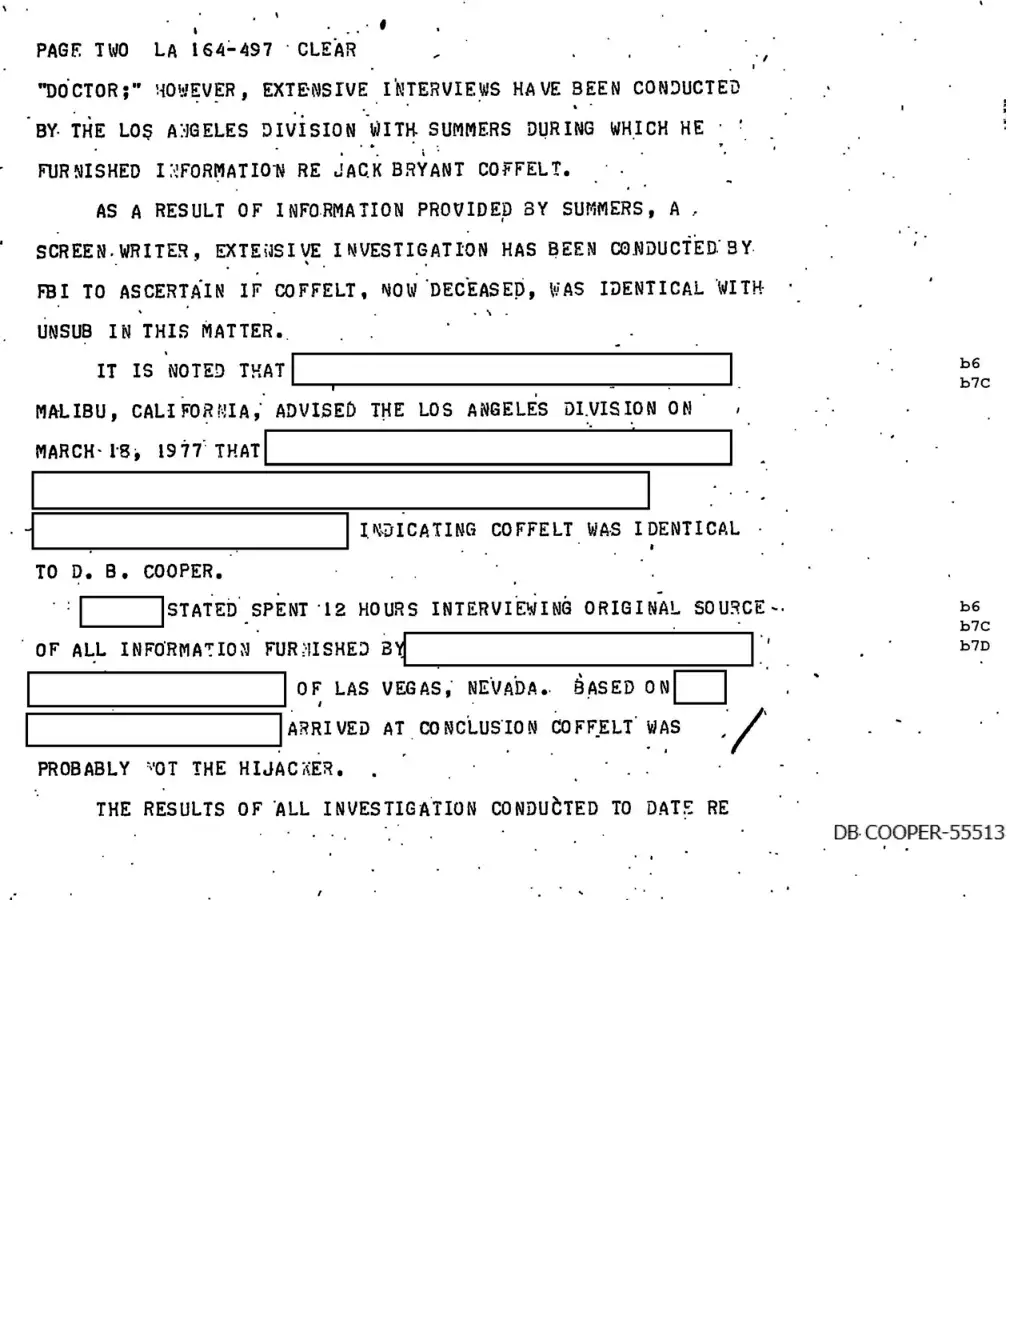 PAGE TWO LA 164-497 CLEAR
"DOCTOR;" HOWEVER, EXTENSIVE INTERVIEWS HAVE BEEN CONDUCTED
BY THE LOS ANGELES DIVISION WITH SUMMERS DURING WHICH HE
FURNISHED INFORMATION RE JACK BRYANT COFFELT.
AS A RESULT OF INFORMATION PROVIDED BY SUMMERS, A
SCREEN WRITER, EXTENSIVE INVESTIGATION HAS BEEN CONDUCTED BY
FBI TO ASCERTAIN IF COFFELT, NOW DECEASED, WAS IDENTICAL WITH
UNSUB IN THIS MATTER.
IT IS NOTED THAT
b6
b7C
MALIBU, CALIFORNIA, ADVISED THE LOS ANGELES DIVISION ON
MARCH 18, 1977 THAT
INDICATING COFFELT WAS IDENTICAL
TO D. B. COOPER.
STATED SPENT 12 HOURS INTERVIEWING ORIGINAL SOURCE
b6
b7C
b7D
OF ALL INFORMATION FURNISHED BY
OF LAS VEGAS, NEVADA. BASED ON
ARRIVED AT CONCLUSION COFFELT WAS
PROBABLY NOT THE HIJACKER.
THE RESULTS OF ALL INVESTIGATION CONDUCTED TO DATE RE
DB COOPER-55513